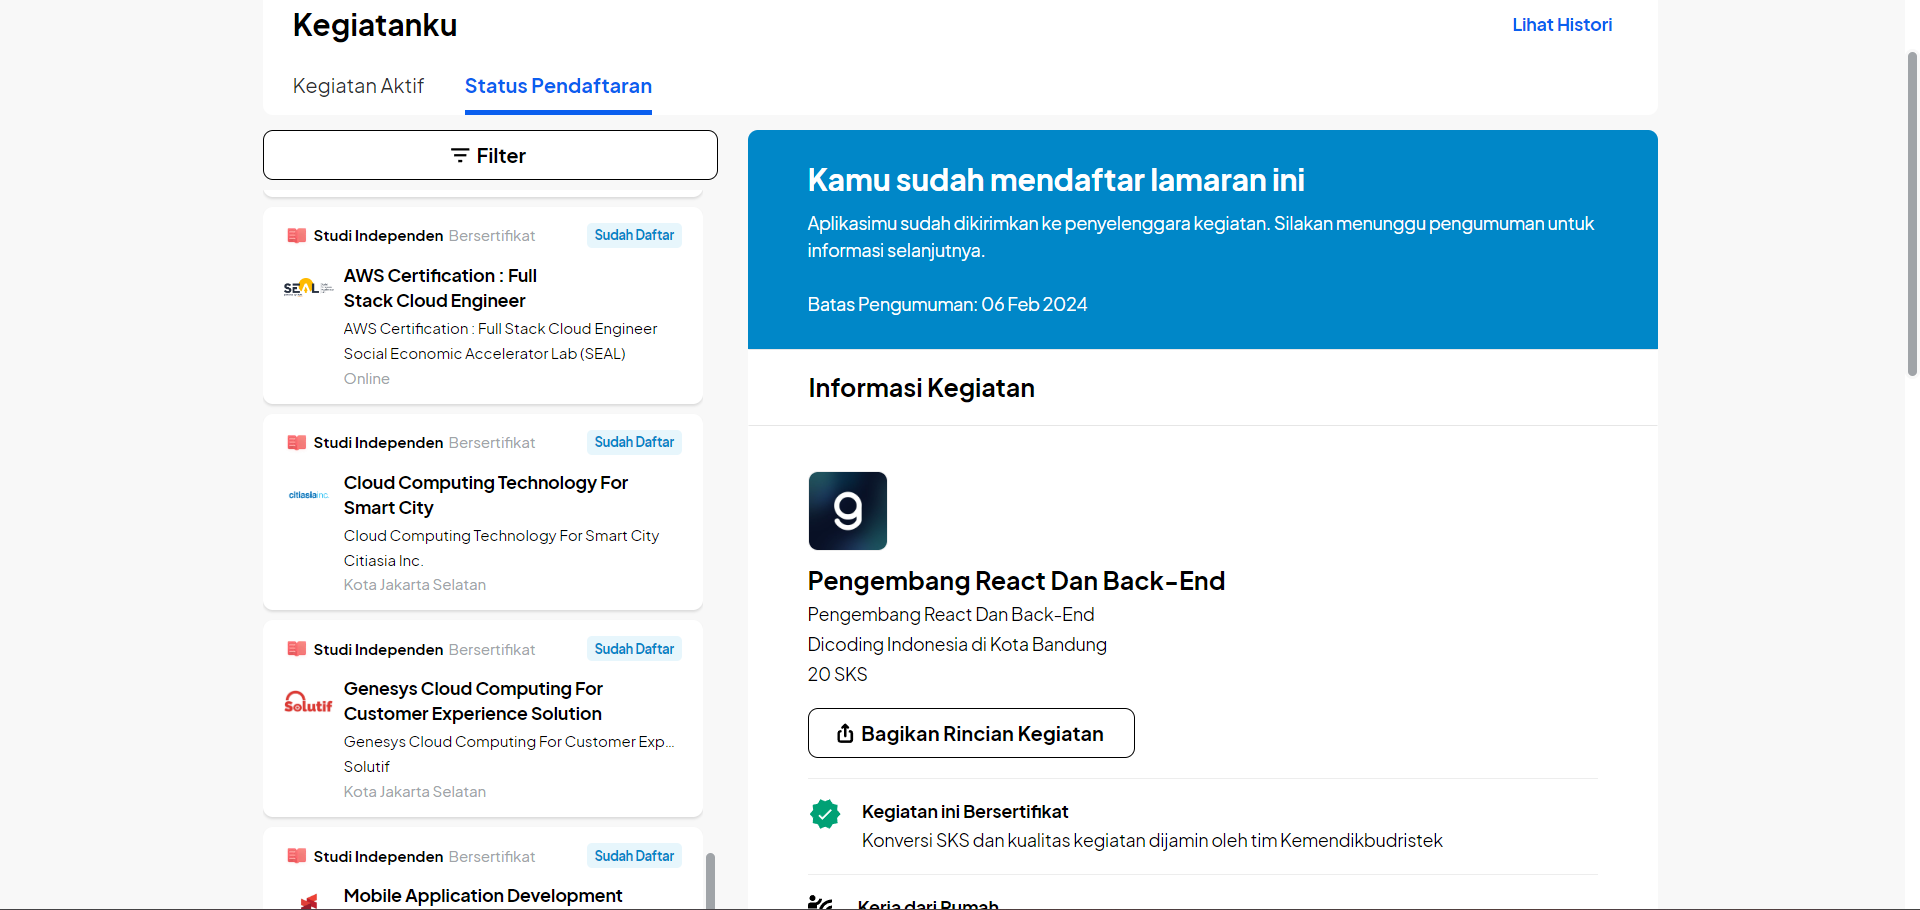 Kegiatanku
Lihat Histori
Kegiatan Aktif
Status Pendaftaran
Filter
Studi Independen Bersertifikat
Sudah Daftar
SEAL
AWS Certification : Full
Stack Cloud Engineer
AWS Certification : Full Stack Cloud Engineer
Social Economic Accelerator Lab (SEAL)
Online
Studi Independen Bersertifikat
Sudah Daftar
citiasiainc.
Cloud Computing Technology For
Smart City
Cloud Computing Technology For Smart City
Citiasia Inc.
Kota Jakarta Selatan
Studi Independen Bersertifikat
Sudah Daftar
Solutif
Genesys Cloud Computing For
Customer Experience Solution
Genesys Cloud Computing For Customer Exp...
Solutif
Kota Jakarta Selatan
Studi Independen Bersertifikat
Sudah Daftar
Mobile Application Development
Kamu sudah mendaftar lamaran ini
Aplikasimu sudah dikirimkan ke penyelenggara kegiatan. Silakan menunggu pengumuman untuk
informasi selanjutnya.
Batas Pengumuman: 06 Feb 2024
Informasi Kegiatan
g
Pengembang React Dan Back-End
Pengembang React Dan Back-End
Dicoding Indonesia di Kota Bandung
20 SKS
Bagikan Rincian Kegiatan
Kegiatan ini Bersertifikat
Konversi SKS dan kualitas kegiatan dijamin oleh tim Kemendikbudristek
Kerja dari Rumah